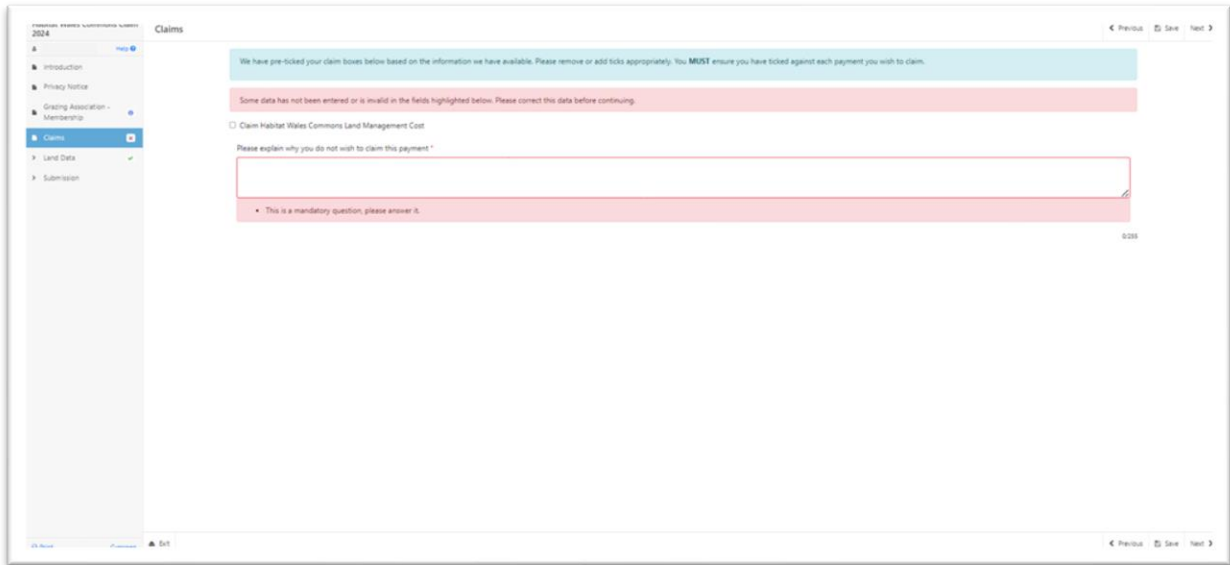 Habitat Wales Commons Claim
2024
Help
Introduction
Privacy Notice
Grazing Association -
Membership
Claims
Land Data
Submission
Print
Summary
Claims
Previous Save Next
We have pre-ticked your claim boxes below based on the information we have available. Please remove or add ticks appropriately. You MUST ensure you have ticked against each payment you wish to claim.
Some data has not been entered or is invalid in the fields highlighted below. Please correct this data before continuing.
Claim Habitat Wales Commons Land Management Cost
Please explain why you do not wish to claim this payment *
This is a mandatory question, please answer it.
0/255
Exit
Previous Save Next